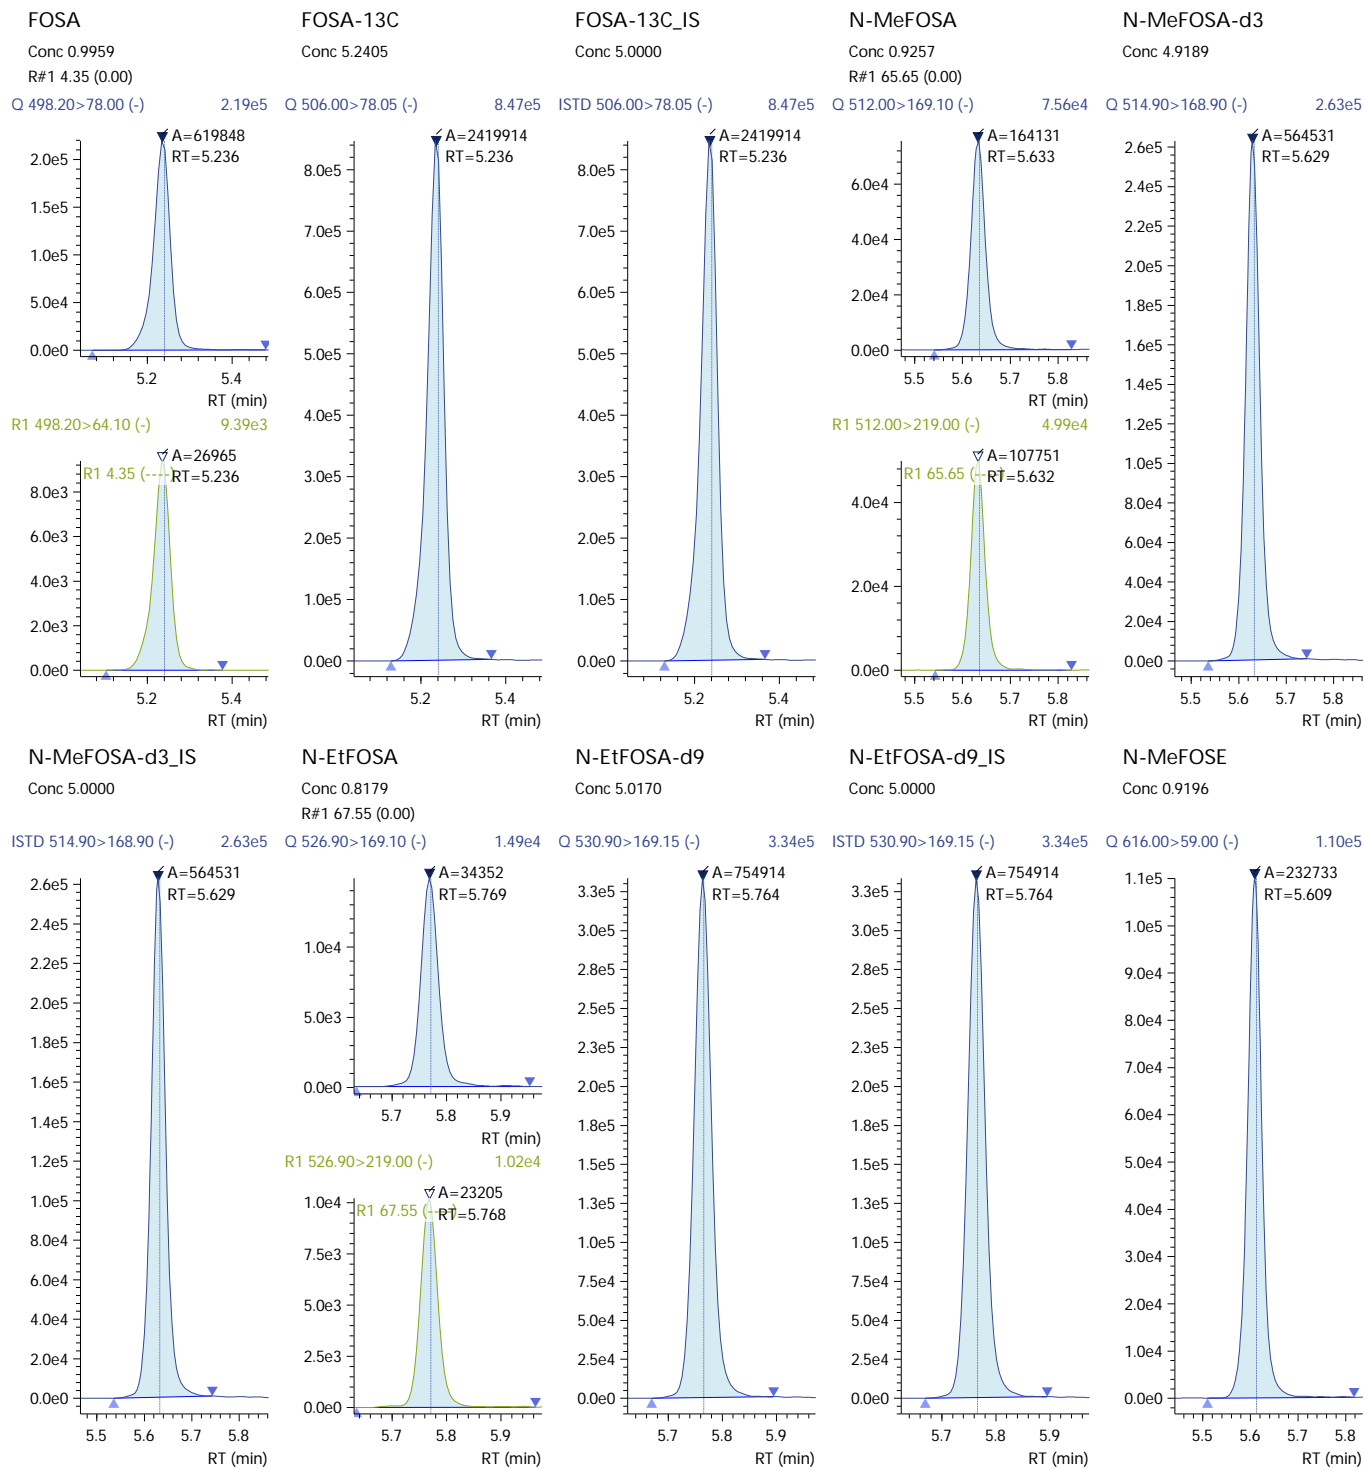 FOSA
Conc 0.9959
R#1 4.35 (0.00)
Q 498.20>78.00 (-) 2.19e5
A=619848
RT=5.236
2.0e5
1.5e5
1.0e5
5.0e4
0.0e0
5.2 5.4
RT (min)
R1 498.20>64.10 (-) 9.39e3
A=26965
R1 4.35 (----)
RT=5.236
8.0e3
6.0e3
4.0e3
2.0e3
0.0e0
5.2 5.4
RT (min)
FOSA-13C
Conc 5.2405
Q 506.00>78.05 (-) 8.47e5
A=2419914
RT=5.236
8.0e5
7.0e5
6.0e5
5.0e5
4.0e5
3.0e5
2.0e5
1.0e5
0.0e0
5.2 5.4
RT (min)
FOSA-13C_IS
Conc 5.0000
ISTD 506.00>78.05 (-) 8.47e5
A=2419914
RT=5.236
8.0e5
7.0e5
6.0e5
5.0e5
4.0e5
3.0e5
2.0e5
1.0e5
0.0e0
5.2 5.4
RT (min)
N-MeFOSA
Conc 0.9257
R#1 65.65 (0.00)
Q 512.00>169.10 (-) 7.56e4
A=164131
RT=5.633
6.0e4
4.0e4
2.0e4
0.0e0
5.5 5.6 5.7 5.8
RT (min)
R1 512.00>219.00 (-) 4.99e4
A=107751
R1 65.65 (----)
RT=5.632
4.0e4
2.0e4
0.0e0
5.5 5.6 5.7 5.8
RT (min)
N-MeFOSA-d3
Conc 4.9189
Q 514.90>168.90 (-) 2.63e5
A=564531
RT=5.629
2.6e5
2.4e5
2.2e5
2.0e5
1.8e5
1.6e5
1.4e5
1.2e5
1.0e5
8.0e4
6.0e4
4.0e4
2.0e4
0.0e0
5.5 5.6 5.7 5.8
RT (min)
N-MeFOSA-d3_IS
Conc 5.0000
ISTD 514.90>168.90 (-) 2.63e5
A=564531
RT=5.629
2.6e5
2.4e5
2.2e5
2.0e5
1.8e5
1.6e5
1.4e5
1.2e5
1.0e5
8.0e4
6.0e4
4.0e4
2.0e4
0.0e0
5.5 5.6 5.7 5.8
RT (min)
N-EtFOSA
Conc 0.8179
R#1 67.55 (0.00)
Q 526.90>169.10 (-) 1.49e4
A=34352
RT=5.769
1.0e4
5.0e3
0.0e0
5.7 5.8 5.9
RT (min)
R1 526.90>219.00 (-) 1.02e4
A=23205
R1 67.55 (----)
RT=5.768
1.0e4
7.5e3
5.0e3
2.5e3
0.0e0
5.7 5.8 5.9
RT (min)
N-EtFOSA-d9
Conc 5.0170
Q 530.90>169.15 (-) 3.34e5
A=754914
RT=5.764
3.3e5
3.0e5
2.8e5
2.5e5
2.3e5
2.0e5
1.8e5
1.5e5
1.3e5
1.0e5
7.5e4
5.0e4
2.5e4
0.0e0
5.7 5.8 5.9
RT (min)
N-EtFOSA-d9_IS
Conc 5.0000
ISTD 530.90>169.15 (-) 3.34e5
A=754914
RT=5.764
3.3e5
3.0e5
2.8e5
2.5e5
2.3e5
2.0e5
1.8e5
1.5e5
1.3e5
1.0e5
7.5e4
5.0e4
2.5e4
0.0e0
5.7 5.8 5.9
RT (min)
N-MeFOSE
Conc 0.9196
Q 616.00>59.00 (-) 1.10e5
A=232733
RT=5.609
1.1e5
1.0e5
9.0e4
8.0e4
7.0e4
6.0e4
5.0e4
4.0e4
3.0e4
2.0e4
1.0e4
0.0e0
5.5 5.6 5.7 5.8
RT (min)